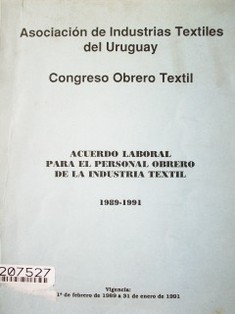 Asociación de Industrias Textiles
del Uruguay
Congreso Obrero Textil
ACUERDO LABORAL
PARA EL PERSONAL OBRERO
DE LA INDUSTRIA TEXTIL
1989-1991
207527
Vigencia:
1º de febrero de 1989 a 31 de enero de 1991